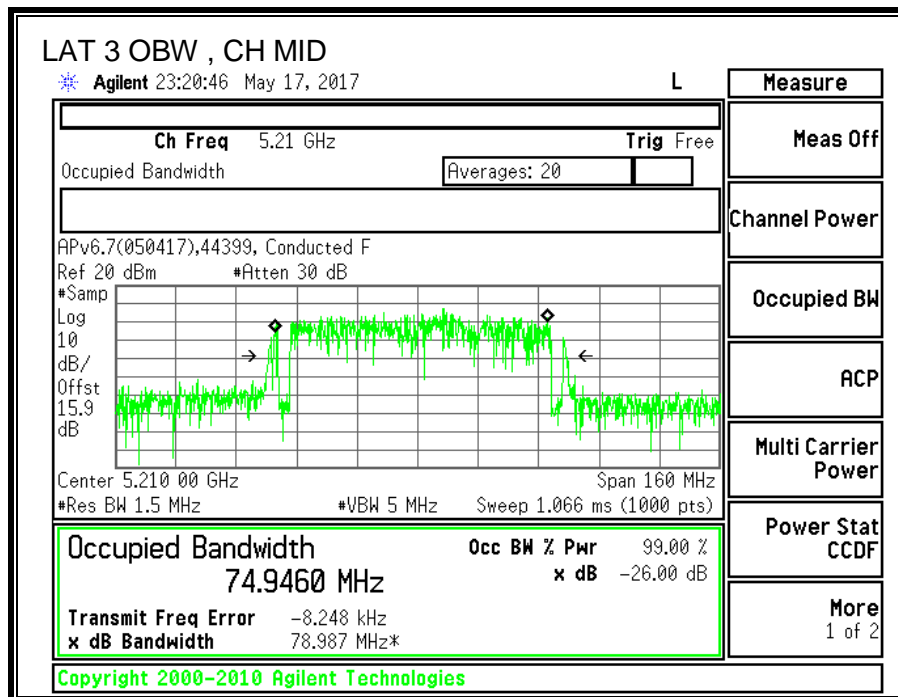 LAT 3 OBW , CH MID
Agilent 23:20:46 May 17, 2017 L Measure
Ch Freq 5.21 GHz Trig Free
Meas Off
Occupied Bandwidth Averages: 20
Channel Power
APv6.7(050417),44399, Conducted F
Ref 20 dBm #Atten 30 dB
#Samp
Log
10
dB/
Offst
15.9
dB
Occupied BW
ACP
Multi Carrier
Power
Center 5.210 00 GHz Span 160 MHz
#Res BW 1.5 MHz #VBW 5 MHz Sweep 1.066 ms (1000 pts)
Power Stat
CCDF
Occupied Bandwidth Occ BW % Pwr 99.00 %
74.9460 MHz x dB -26.00 dB
Transmit Freq Error -8.248 kHz
x dB Bandwidth 78.987 MHz*
More
1 of 2
Copyright 2000-2010 Agilent Technologies